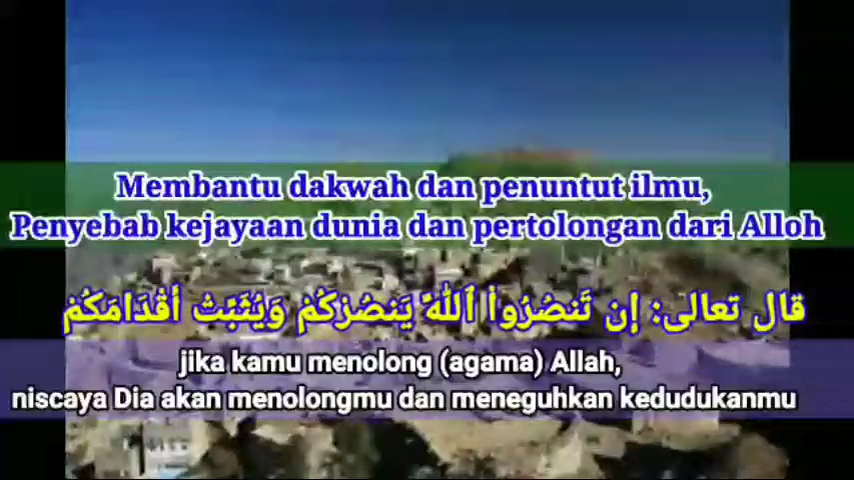 Membantu dakwah dan penuntut ilmu,
Penyebab kejayaan dunia dan pertolongan dari Alloh
قال تعالى: إِن تَنصُرُوا۟ ٱللَّهَ يَنصُرْكُمْ وَيُثَبِّتْ أَقْدَامَكُمْ
jika kamu menolong (agama) Allah,
niscaya Dia akan menolongmu dan meneguhkan kedudukanmu